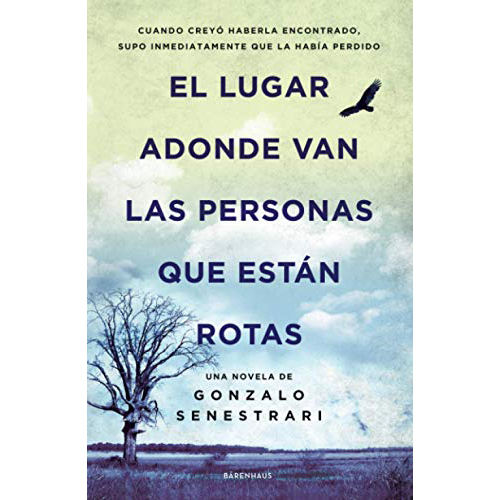 CUANDO CREYÓ HABERLA ENCONTRADO,
SUPO INMEDIATAMENTE QUE LA HABÍA PERDIDO
EL LUGAR
ADONDE VAN
LAS PERSONAS
QUE ESTÁN
ROTAS
UNA NOVELA DE
GONZALO
SENESTRARI
BÄRENHAUS